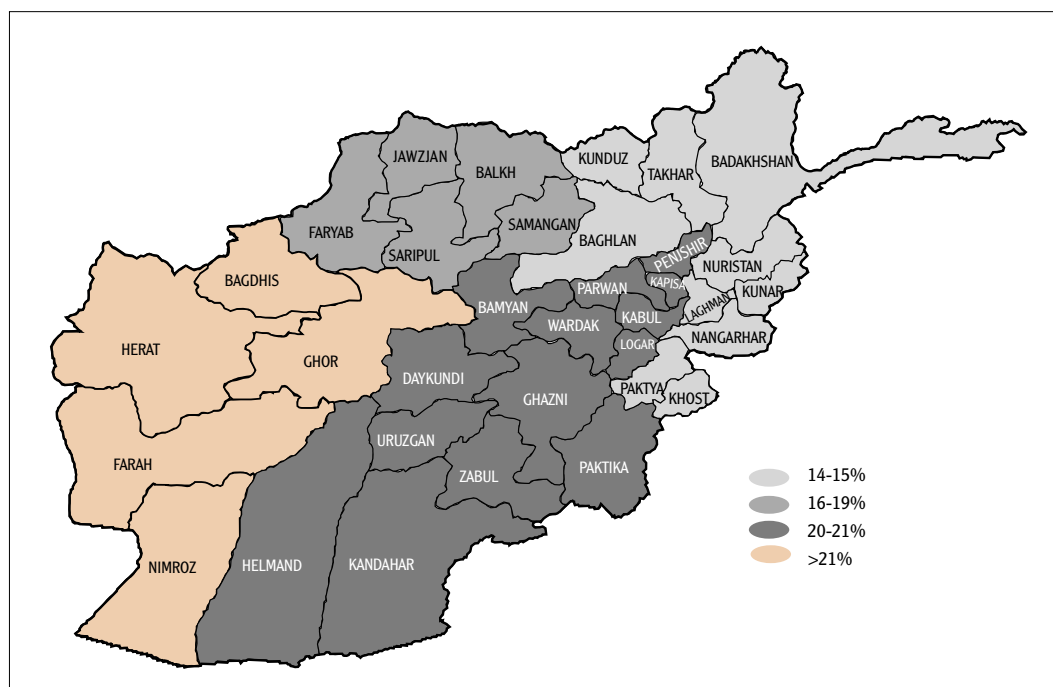 JAWZJAN
BALKH
KUNDUZ
TAKHAR
BADAKHSHAN
FARYAB
SARIPUL
SAMANGAN
BAGHLAN
PENJSHIR
NURISTAN
BAGDHIS
BAMYAN
PARWAN
KAPISA
LAGHMAN
KUNAR
HERAT
GHOR
WARDAK
KABUL
LOGAR
NANGARHAR
DAYKUNDI
GHAZNI
PAKTYA
KHOST
FARAH
URUZGAN
ZABUL
PAKTIKA
NIMROZ
HELMAND
KANDAHAR
14-15%
16-19%
20-21%
>21%